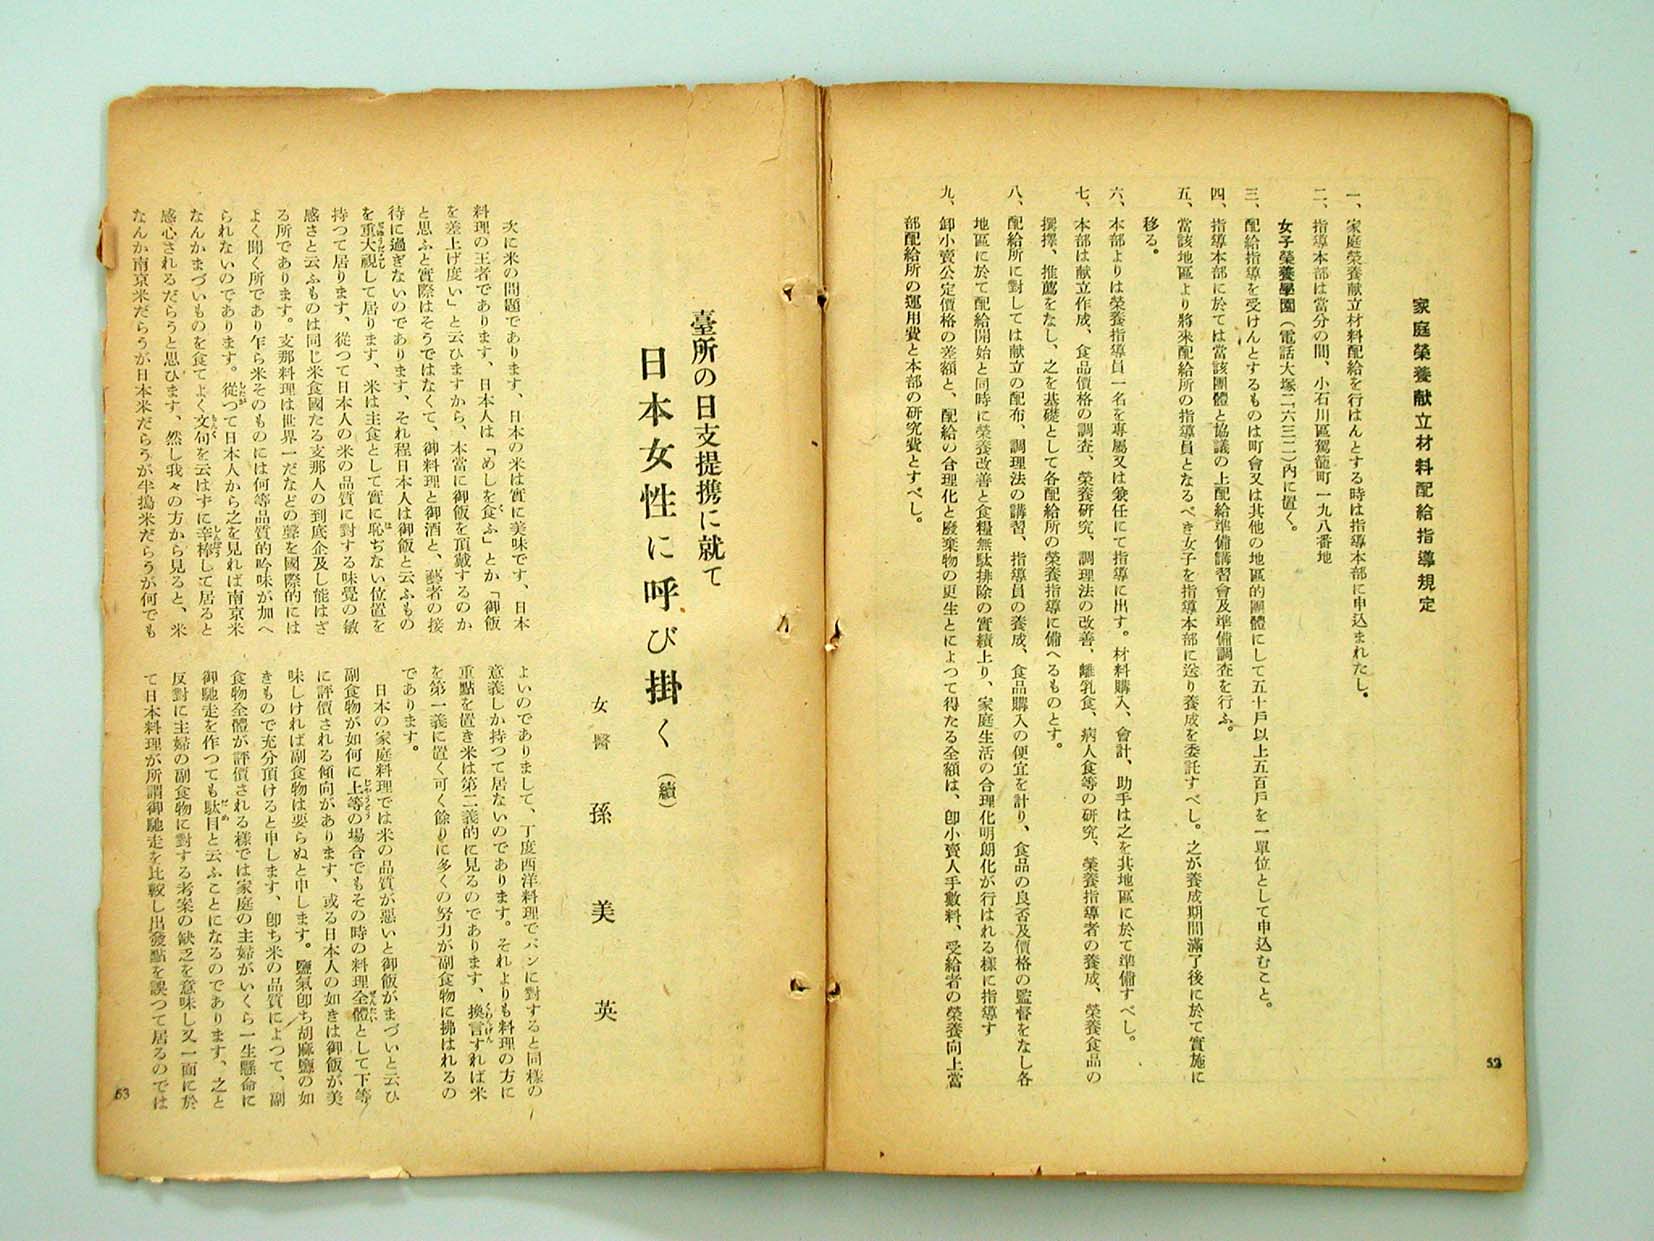 家庭榮養献立材料配給指導規定
一、家庭榮養献立材料配給を行はんとする時は指導本部に申込まれたし。
二、指導本部は當分の間、小石川區駕籠町一九八番地
女子榮養學園（電話大塚二六三二）內に置く。
三、配給指導を受けんとするものは町會又は其他の地區的團體にして五十戶以上五百戶を一單位として申込むこと。
四、指導本部に於ては當該團體と協議の上配給準備講習會及準備調査を行ふ。
五、當該地區より將來配給所の指導員となるべき女子を指導本部に送り養成を委託すべし。之が養成期間滿了後に於て實施に
移る。
六、本部よりは榮養指導員一名を專屬又は兼任にて指導に出す。材料購入、會計、助手は之を其地區に於て準備すべし。
七、本部は献立作成、食品價格の調査、榮養硏究、調理法の改善、離乳食、病人食等の硏究、榮養指導者の養成、榮養食品の
撰擇、推薦をなし、之を基礎として各配給所の榮養指導に備へるものとす。
八、配給所に對しては献立の配布、調理法の講習、指導員の養成、食品購入の便宜を計り、食品の良否及價格の監督をなし各
地區に於て配給開始と同時に榮養改善と食糧無駄排除の實績上り、家庭生活の合理化明朗化が行はれる樣に指導す
九、卸小賣公定價格の差額と、配給の合理化と廢棄物の更生とによつて得たる全額は、卸小賣人手數料、受給者の榮養向上當
部配給所の運用費と本部の硏究費とすべし。
52
臺所の日支提携に就て
日本女性に呼び掛く（續）
女醫 孫美英
次に米の問題であります、日本の米は實に美味です、日本
料理の王者であります、日本人は「めしを食ふ」とか「御飯
を差上げ度い」と云ひますから、本當に御飯を頂戴するのか
と思ふと實際はそうではなくて、御料理と御酒と、藝者の接
待に過ぎないのであります、それ程日本人は御飯と云ふもの
を重大視して居ります、米は主食として實に恥ぢない位置を
持つて居ります、從つて日本人の米の品質に對する味覺の敏
感さと云ふものは同じ米食國たる支那人の到底企及し能はざ
る所であります。支那料理は世界一だなどの聲を國際的には
よく聞く所であり乍ら米そのものには何等品質的吟味が加へ
られないのであります。從つて日本人から之を見れば南京米
なんかまづいものを食てよく文句を云はずに辛棒して居ると
感心されるだらうと思ひます、然し我々の方から見ると、米
なんか南京米だらうが日本米だらうが半搗米だらうが何でも
よいのでありまして、丁度西洋料理でパンに對すると同樣の
意義しか持つて居ないのであります。それよりも料理の方に
重點を置き米は第二義的に見るのであります、換言すれば米
を第一義に置く可く餘りに多くの努力が副食物に拂はれるの
であります。
日本の家庭料理では米の品質が惡いと御飯がまづいと云ひ
副食物が如何に上等の場合でもその時の料理全體として下等
に評價される傾向があります、或る日本人の如きは御飯が美
味しければ副食物は要らぬと申します。鹽氣卽ち胡麻鹽の如
きもので充分頂けると申します、卽ち米の品質によつて、副
食物全體が評價される樣では家庭の主婦がいくら一生懸命に
御馳走を作つても駄目と云ふことになるのであります、之と
反對に主婦の副食物に對する考案の缺乏を意味し又一面に於
て日本料理が所謂御馳走を比較し出發點を誤つて居るのでは
53